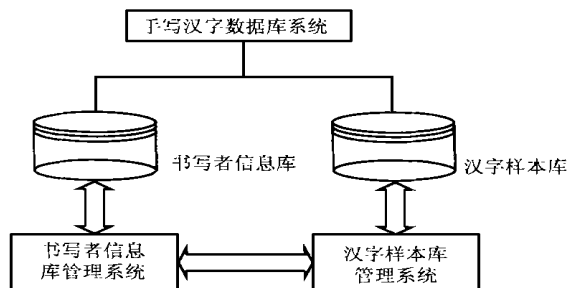 手写汉字数据库系统
书写者信息库
汉字样本库
书写者信息
库管理系统
汉字样本库
管理系统